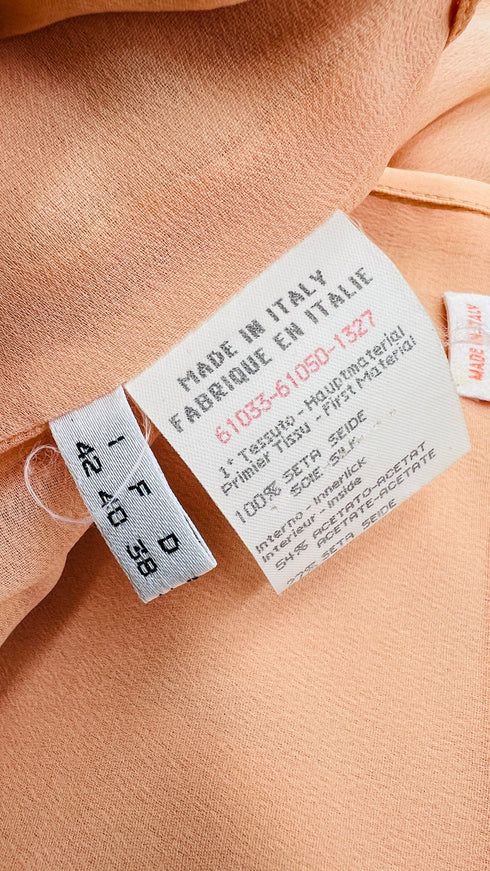 MADE IN ITALY
FABRIQUE EN ITALIE
61033-61050-1327
1° Tessuto - Hauptmaterial
Primier Tissu - First Material
100% SETA SEIDE
SOIE SILK
Interno - Innerlick
Interieur - Inside
54% ACETATO-ACETAT
ACETATE-ACETATE
SETA SEIDE
I F D
42 40 38
MADE IN ITALY